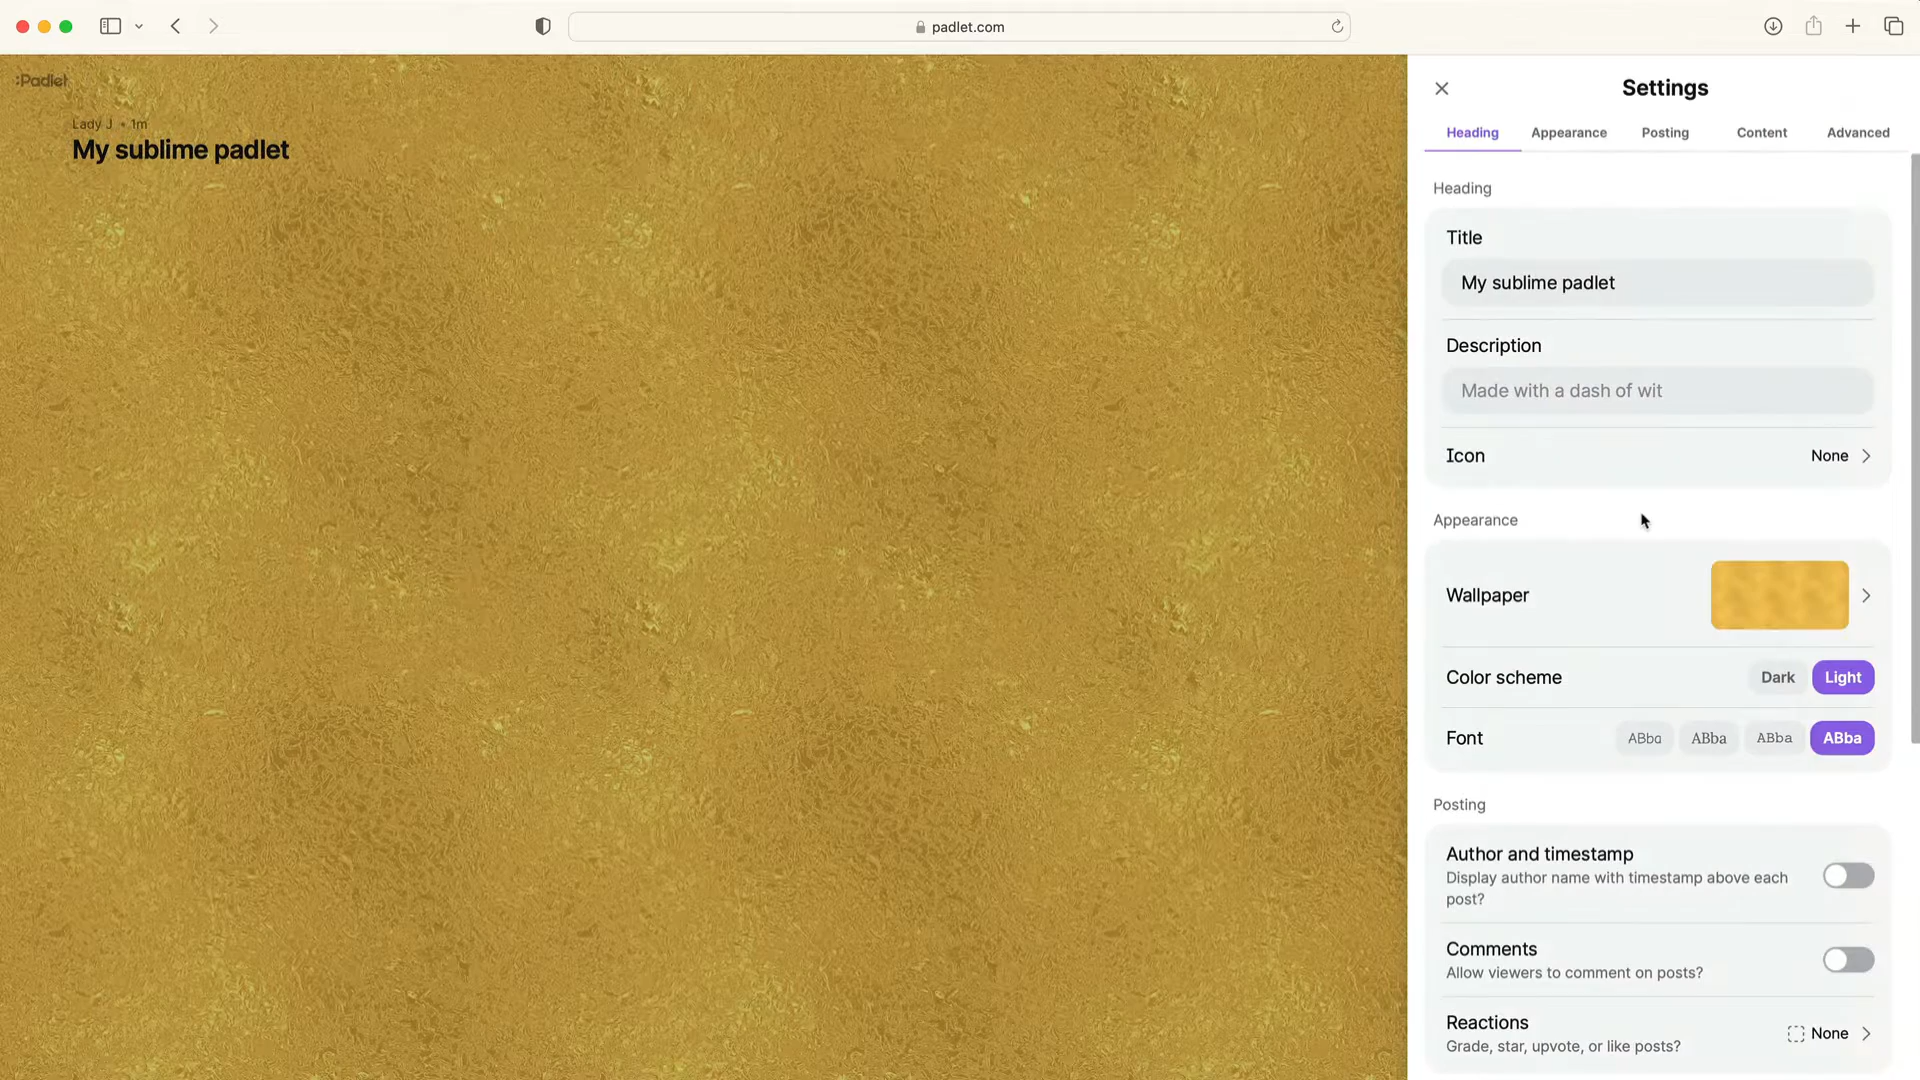 padlet.com
:Padlet
Lady J • 1m
My sublime padlet
Settings
Heading Appearance Posting Content Advanced
Heading
Title
My sublime padlet
Description
Made with a dash of wit
Icon None
Appearance
Wallpaper
Color scheme Dark Light
Font ABba ABba ABba ABba
Posting
Author and timestamp
Display author name with timestamp above each
post?
Comments
Allow viewers to comment on posts?
Reactions None
Grade, star, upvote, or like posts?